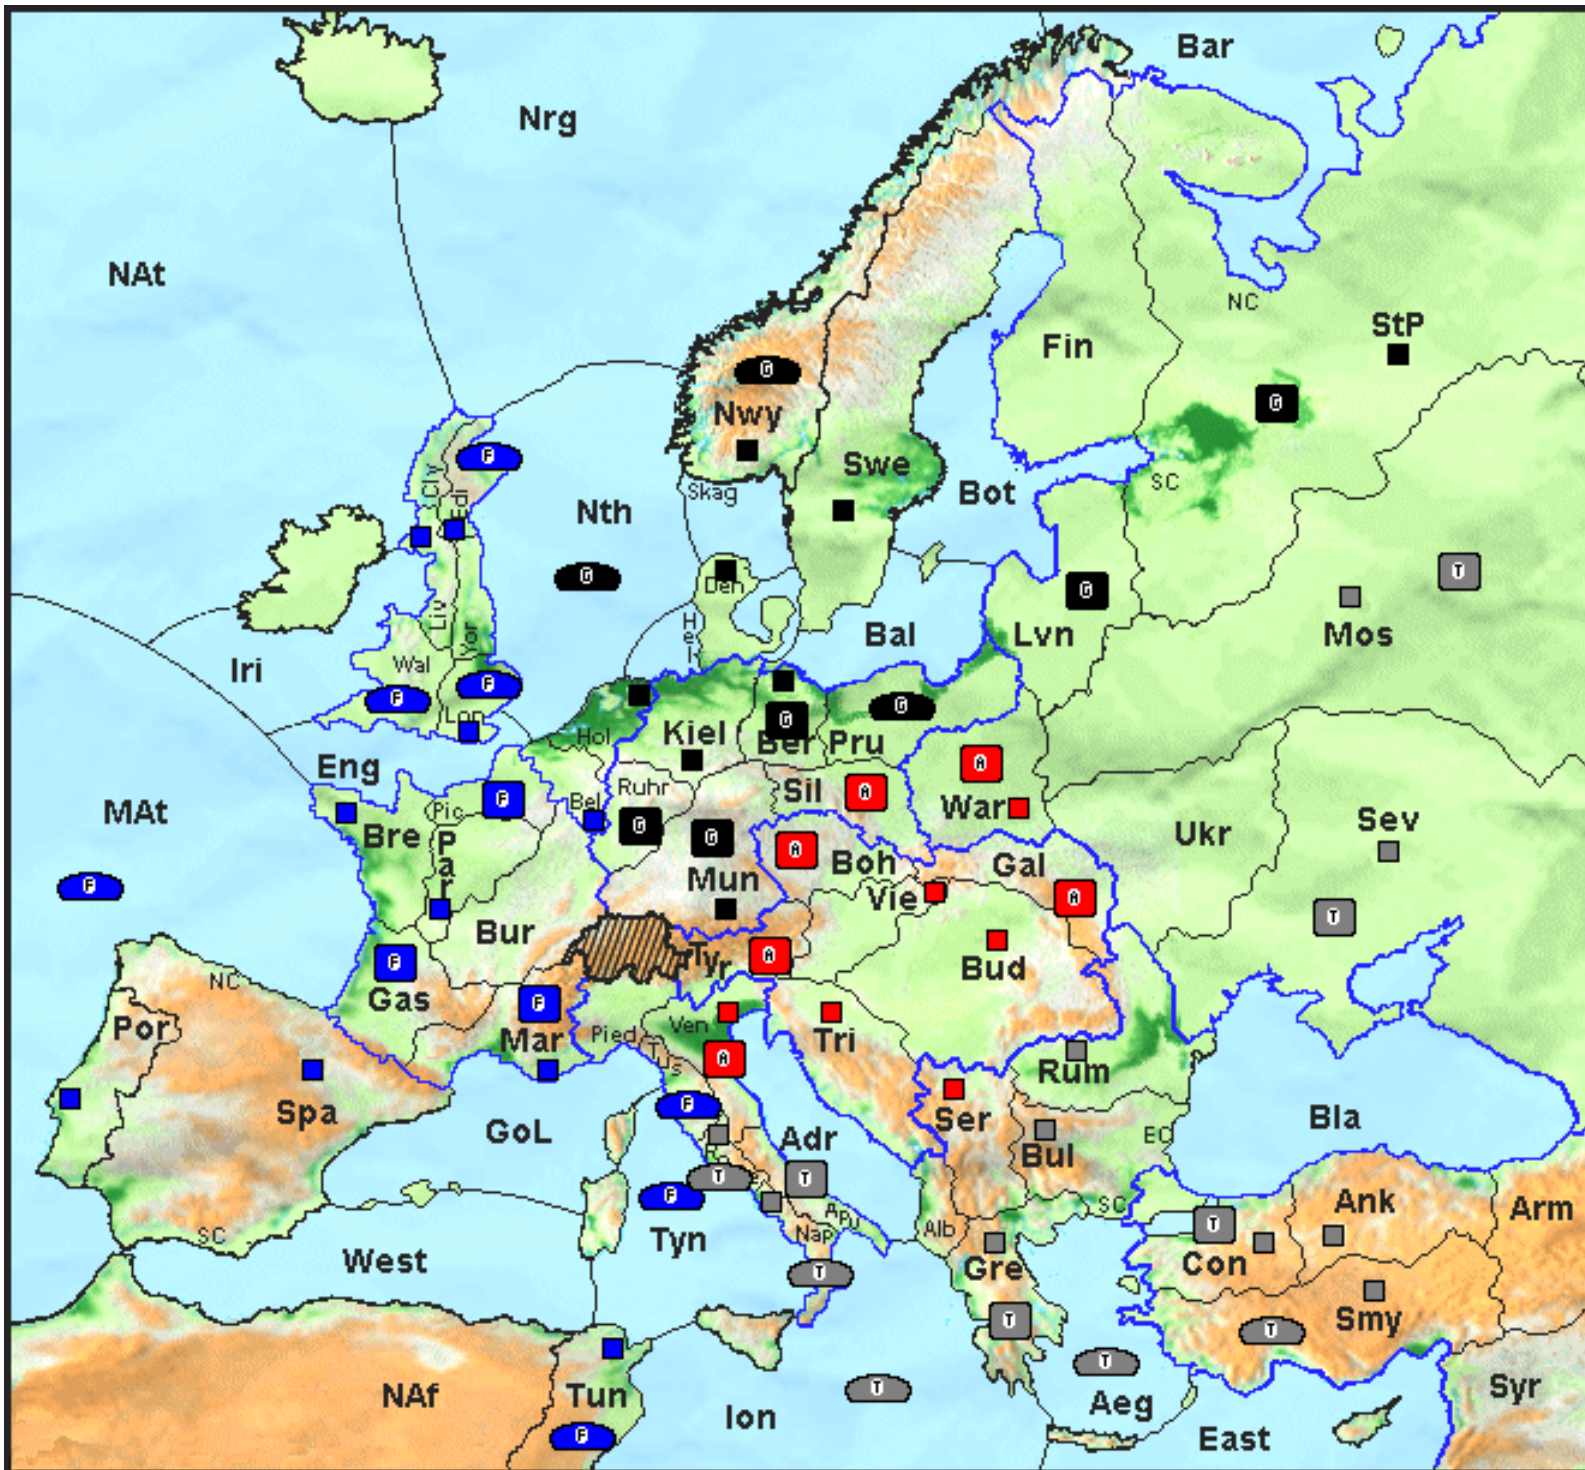 Bar
Nrg
NAt
NC
StP
Fin
G
G
Nwy
F
Swe
Skag
SC
Bot
Cly
Edl
Nth
T
G
Den
G
Liv
Yor
Hel
Bal
Lvn
Mos
Iri
Wal
F
F
Lon
G
G
Hol
Kiel
Ber
Pru
A
Eng
Ruhr
Sil
A
War
F
Pic
Bel
MAt
Bre
Par
G
G
Ukr
Sev
A
Boh
Gal
F
Mun
Vie
A
T
Bur
F
Tyr
A
Bud
NC
Gas
F
Por
Mar
Pied
Ven
Tri
Tus
A
Rum
Spa
F
Ser
GoL
Adr
Bul
EC
Bla
Ro
T
T
F
SC
Ank
Arm
SC
Tyn
Apu
Nap
Alb
T
West
Gre
Con
T
T
Smy
T
NAf
Tun
T
T
Ion
Aeg
Syr
F
East